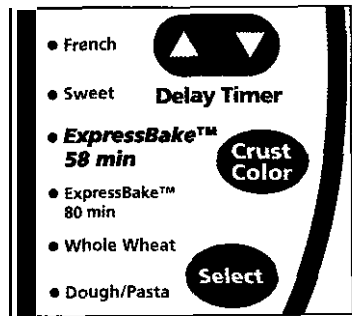 • French
• Sweet
Delay Timer
• ExpressBake™
58 min
Crust
Color
• ExpressBake™
80 min
• Whole Wheat
Select
• Dough/Pasta